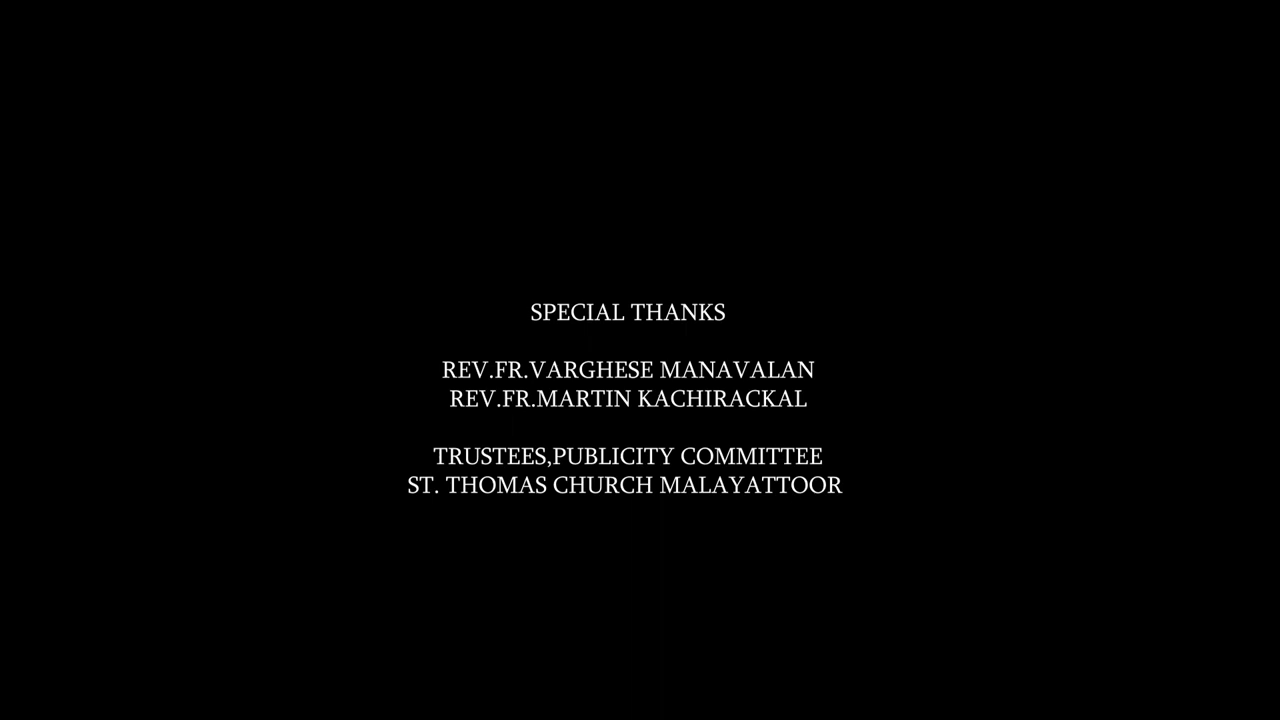 SPECIAL THANKS
REV.FR.VARGHESE MANAVALAN
REV.FR.MARTIN KACHIRACKAL
TRUSTEES,PUBLICITY COMMITTEE
ST. THOMAS CHURCH MALAYATTOOR